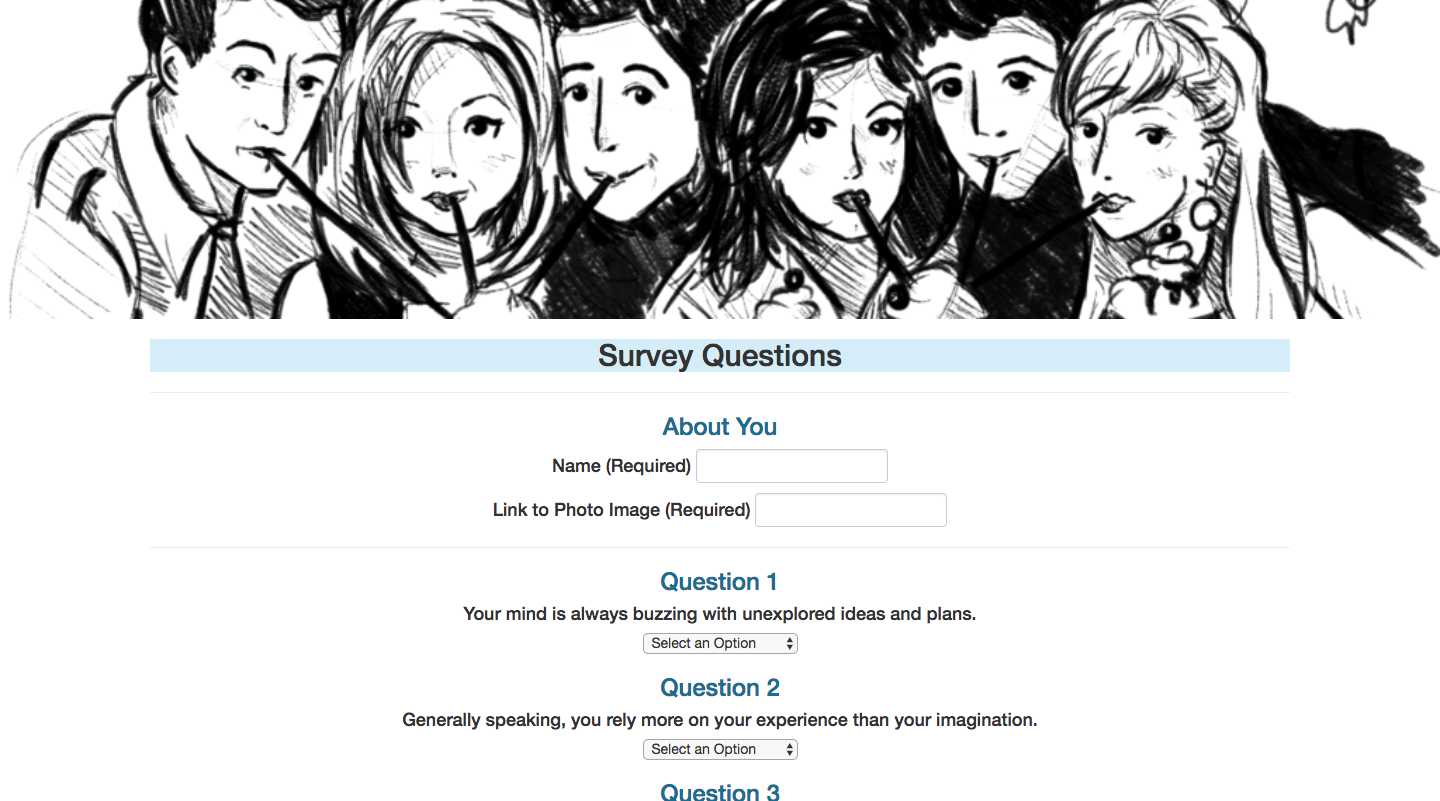 Survey Questions
About You
Name (Required)
Link to Photo Image (Required)
Question 1
Your mind is always buzzing with unexplored ideas and plans.
Select an Option
Question 2
Generally speaking, you rely more on your experience than your imagination.
Select an Option
Question 3